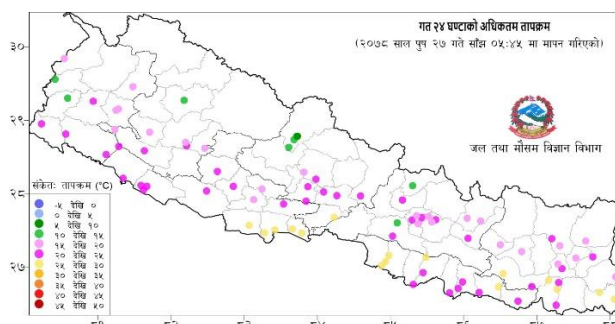 गत २४ घण्टाको अधिकतम तापक्रम
(२०७८ साल पुष २७ गते साँझ ०५:४५ मा मापन गरिएको)
३०
२९
२८
२७
जल तथा मौसम विज्ञान विभाग
संकेतः तापक्रम (°C)
-५ देखि ०
० देखि ५
५ देखि १०
१० देखि १५
१५ देखि २०
२० देखि २५
२५ देखि ३०
३० देखि ३५
३५ देखि ४०
४० देखि ४५
४५ देखि ५०